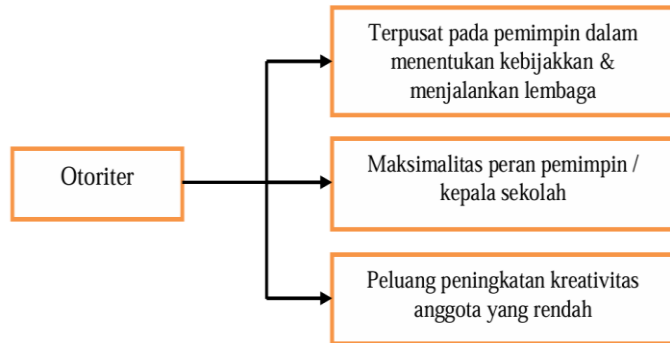 Terpusat pada pemimpin dalam
menentukan kebijakkan &
menjalankan lembaga
Otoriter
Maksimalitas peran pemimpin /
kepala sekolah
Peluang peningkatan kreativitas
anggota yang rendah